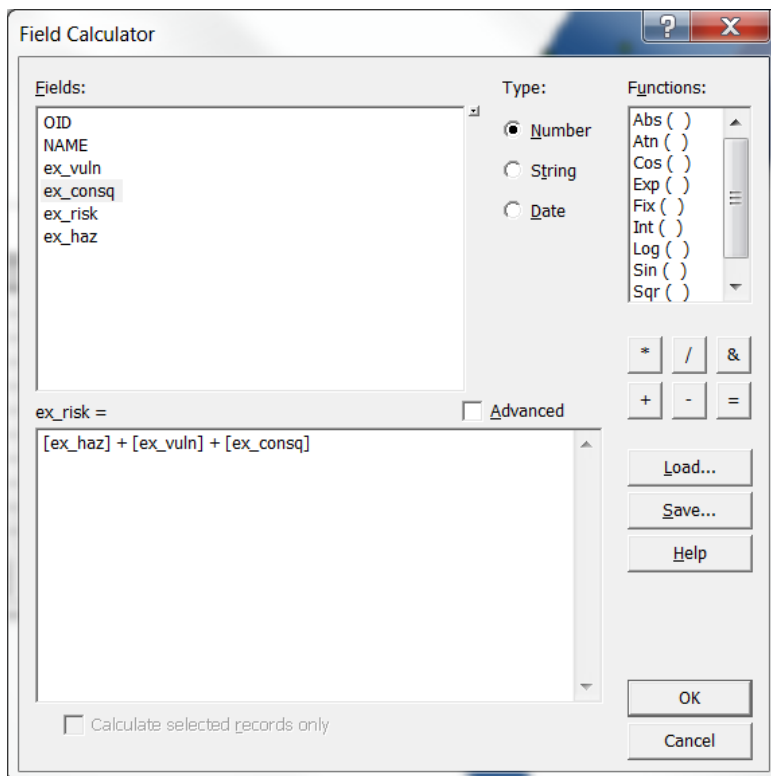 Field Calculator
Fields:
OID
NAME
ex_vuln
ex_consq
ex_risk
ex_haz
Type:
Number
String
Date
Functions:
Abs ( )
Atn ( )
Cos ( )
Exp ( )
Fix ( )
Int ( )
Log ( )
Sin ( )
Sqr ( )
* / &
+ - =
ex_risk =
Advanced
[ex_haz] + [ex_vuln] + [ex_consq]
Load...
Save...
Help
Calculate selected records only
OK
Cancel